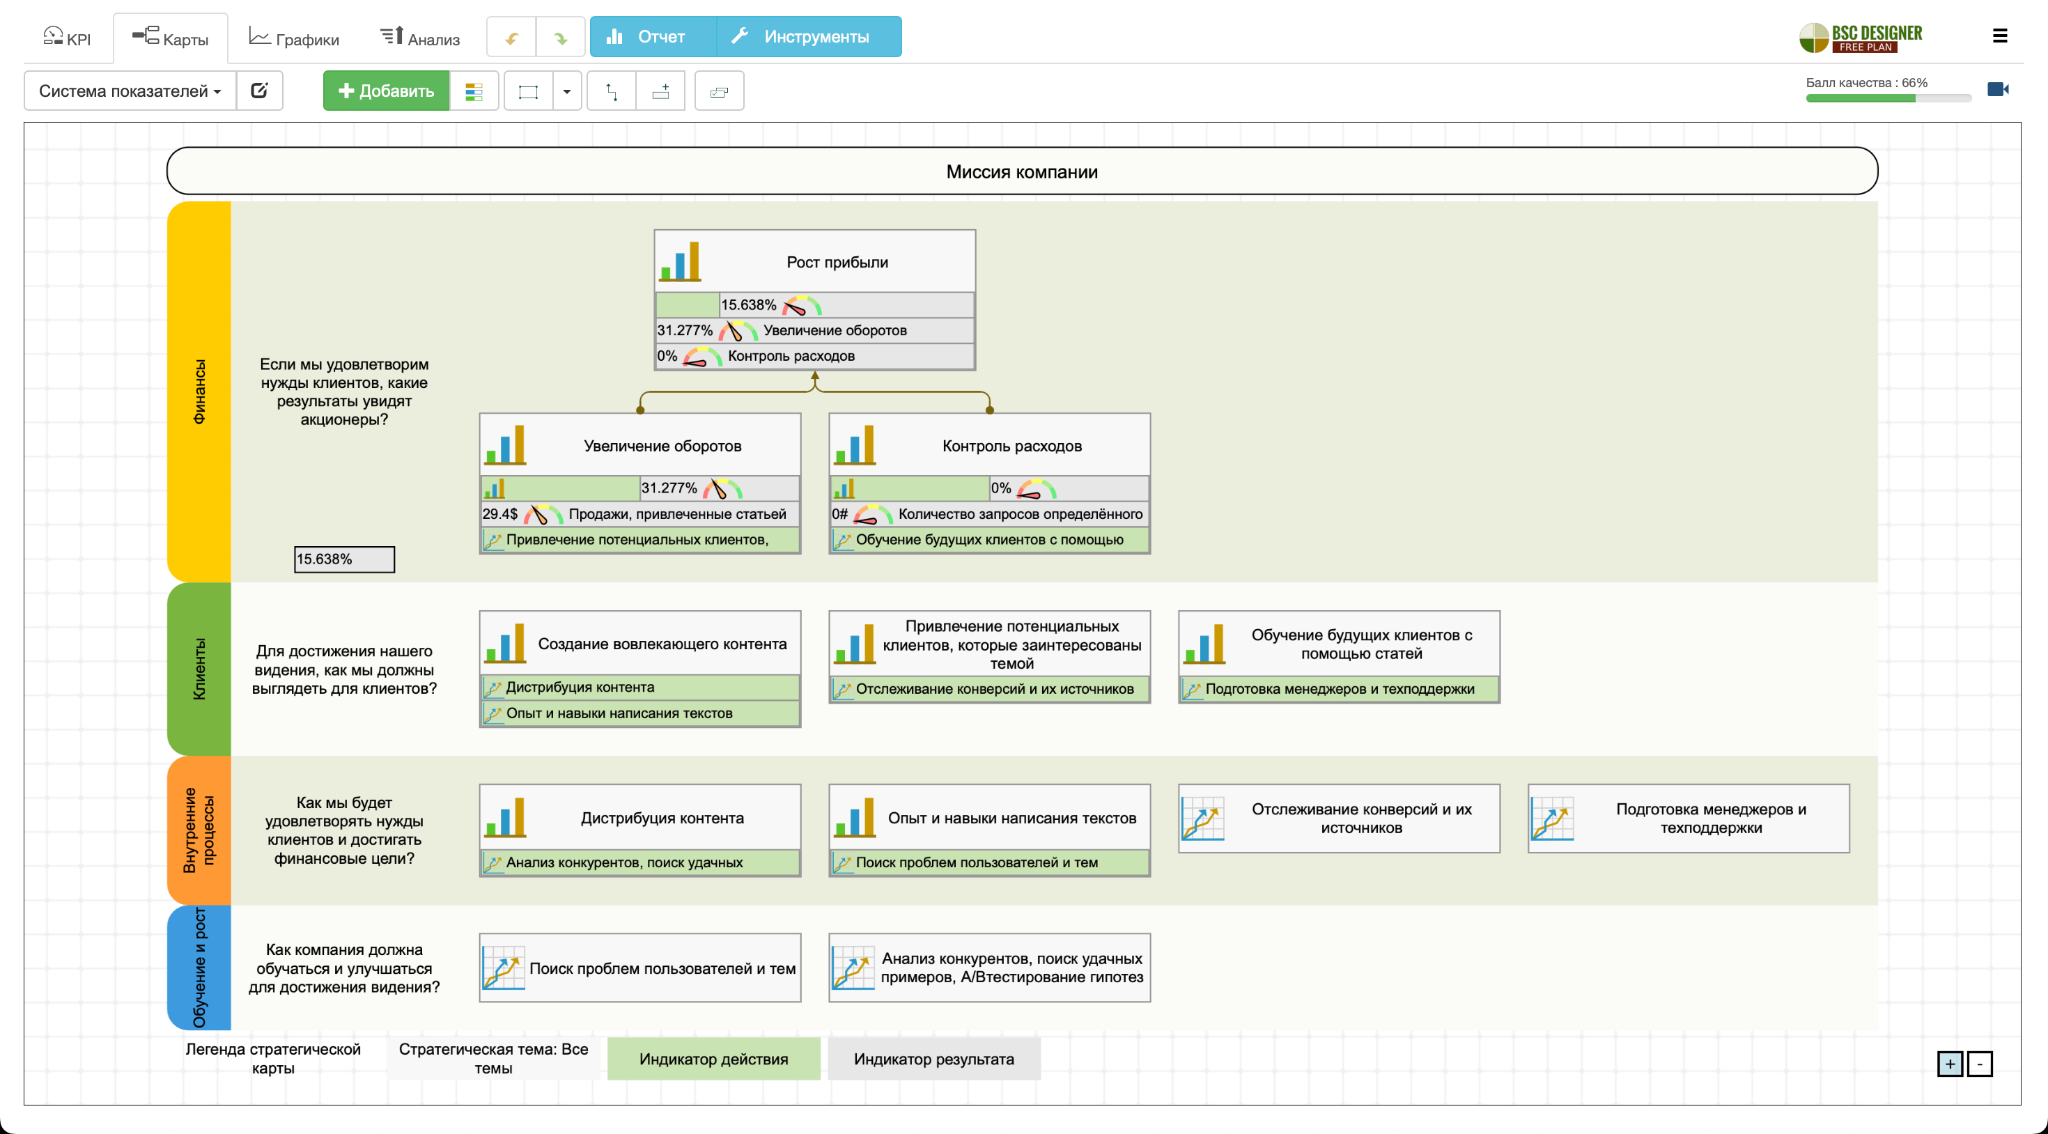 KPI
Карты
Графики
Анализ
Отчет
Инструменты
BSC DESIGNER
FREE PLAN
Система показателей
Добавить
Балл качества : 66%
Миссия компании
Финансы
Если мы удовлетворим
нужды клиентов, какие
результаты увидят
акционеры?
15.638%
Рост прибыли
15.638%
31.277% Увеличение оборотов
0% Контроль расходов
Увеличение оборотов
31.277%
29.4$ Продажи, привлеченные статьей
Привлечение потенциальных клиентов,
Контроль расходов
0%
0# Количество запросов определённого
Обучение будущих клиентов с помощью
Клиенты
Для достижения нашего
видения, как мы должны
выглядеть для клиентов?
Создание вовлекающего контента
Дистрибуция контента
Опыт и навыки написания текстов
Привлечение потенциальных
клиентов, которые заинтересованы
темой
Отслеживание конверсий и их источников
Обучение будущих клиентов с
помощью статей
Подготовка менеджеров и техподдержки
Внутренние
процессы
Как мы будет
удовлетворять нужды
клиентов и достигать
финансовые цели?
Дистрибуция контента
Анализ конкурентов, поиск удачных
Опыт и навыки написания текстов
Поиск проблем пользователей и тем
Отслеживание конверсий и их
источников
Подготовка менеджеров и
техподдержки
Обучение и рост
Как компания должна
обучаться и улучшаться
для достижения видения?
Поиск проблем пользователей и тем
Анализ конкурентов, поиск удачных
примеров, А/Втестирование гипотез
Легенда стратегической
карты
Стратегическая тема: Все
темы
Индикатор действия
Индикатор результата
+
-